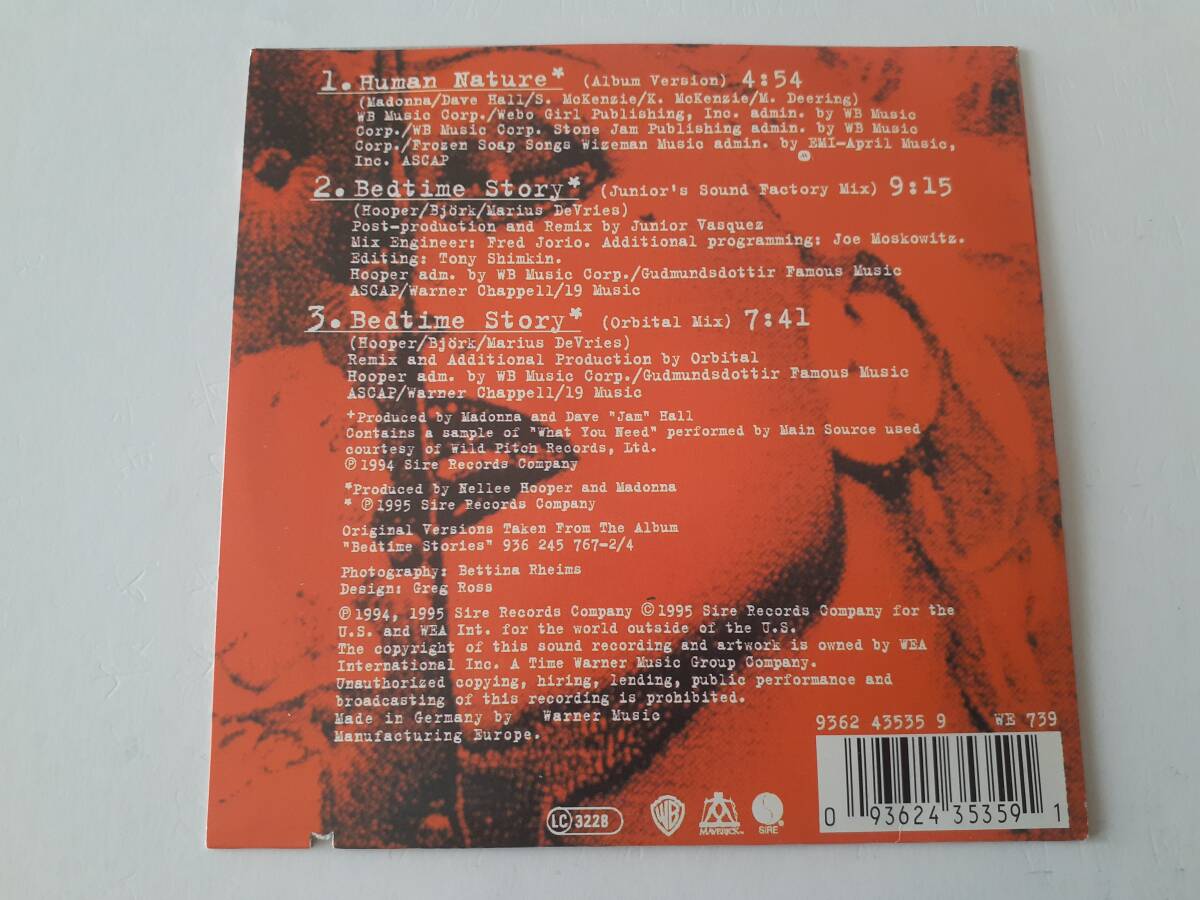 1. Human Nature* (Album Version) 4:54
(Madonna/Dave Hall/S. McKenzie/K. McKenzie/M. Deering)
WB Music Corp./Webo Girl Publishing, Inc. admin. by WB Music
Corp./WB Music Corp. Stone Jam Publishing admin. by WB Music
Corp./Frozen Soap Songs Wizeman Music admin. by EMI-April Music,
Inc. ASCAP
2. Bedtime Story* (Junior's Sound Factory Mix) 9:15
(Hooper/Björk/Marius DeVries)
Post-production and Remix by Junior Vasquez
Mix Engineer: Fred Jorio. Additional programming: Joe Moskowitz.
Editing: Tony Shimkin.
Hooper adm. by WB Music Corp./Gudmundsdottir Famous Music
ASCAP/Warner Chappell/19 Music
3. Bedtime Story* (Orbital Mix) 7:41
(Hooper/Björk/Marius DeVries)
Remix and Additional Production by Orbital
Hooper adm. by WB Music Corp./Gudmundsdottir Famous Music
ASCAP/Warner Chappell/19 Music
+Produced by Madonna and Dave "Jam" Hall
Contains a sample of "What You Need" performed by Main Source used
courtesy of Wild Pitch Records, Ltd.
℗ 1994 Sire Records Company
*Produced by Nellee Hooper and Madonna
* ℗ 1995 Sire Records Company
Original Versions Taken From The Album
"Bedtime Stories" 936 245 767-2/4
Photography: Bettina Rheims
Design: Greg Ross
℗ 1994, 1995 Sire Records Company © 1995 Sire Records Company for the
U.S. and WEA Int. for the world outside of the U.S.
The copyright of this sound recording and artwork is owned by WEA
International Inc. A Time Warner Music Group Company.
Unauthorized copying, hiring, lending, public performance and
broadcasting of this recording is prohibited.
Made in Germany by Warner Music
Manufacturing Europe.
9362 43535 9 WE 739
LC 3228 WB MAVERICK™ SIRE
0 93624 35359 1